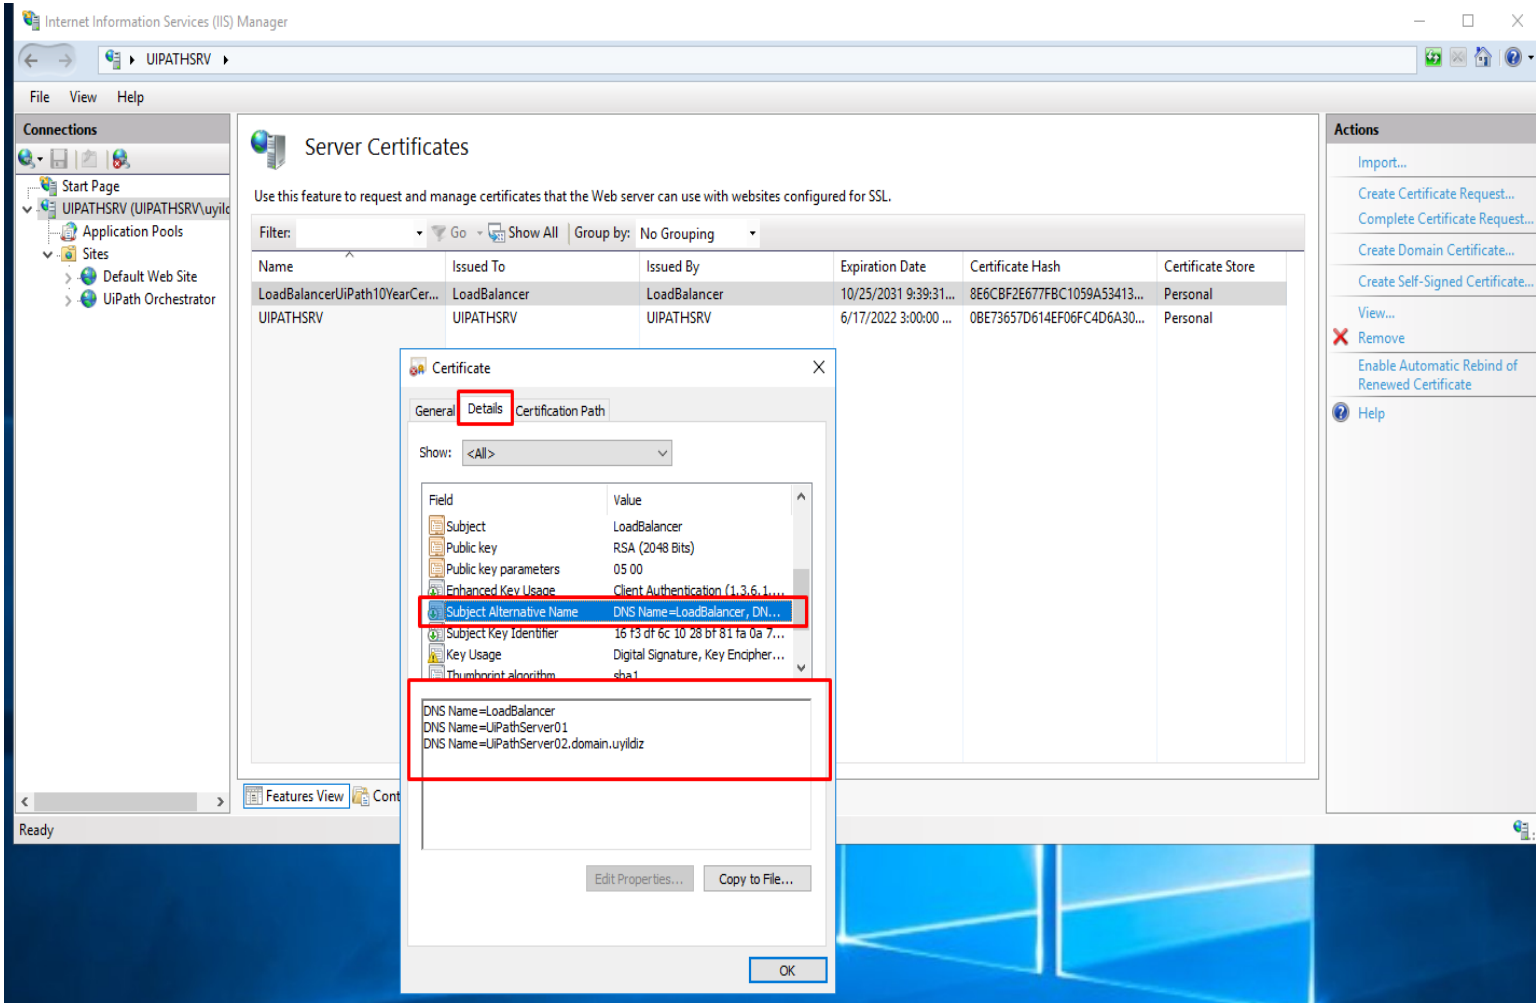 Internet Information Services (IIS) Manager
UIPATHSRV
File View Help
Connections
Start Page
UIPATHSRV (UIPATHSRV\uyild
Application Pools
Sites
Default Web Site
UiPath Orchestrator
Server Certificates
Use this feature to request and manage certificates that the Web server can use with websites configured for SSL.
Filter: Go Show All Group by: No Grouping
Name Issued To Issued By Expiration Date Certificate Hash Certificate Store
LoadBalancerUiPath10YearCer... LoadBalancer LoadBalancer 10/25/2031 9:39:31... 8E6CBF2E677FBC1059A53413... Personal
UIPATHSRV UIPATHSRV UIPATHSRV 6/17/2022 3:00:00 ... 0BE73657D614EF06FC4D6A30... Personal
Certificate
General Details Certification Path
Show: <All>
Field Value
Subject LoadBalancer
Public key RSA (2048 Bits)
Public key parameters 05 00
Enhanced Key Usage Client Authentication (1.3.6.1....
Subject Alternative Name DNS Name=LoadBalancer, DN...
Subject Key Identifier 16 f3 df 6c 10 28 bf 81 fa 0a 7...
Key Usage Digital Signature, Key Encipher...
Thumbprint algorithm sha1
DNS Name=LoadBalancer
DNS Name=UiPathServer01
DNS Name=UiPathServer02.domain.uyildiz
Edit Properties... Copy to File...
OK
Features View Cont
Ready
Actions
Import...
Create Certificate Request...
Complete Certificate Request...
Create Domain Certificate...
Create Self-Signed Certificate...
View...
Remove
Enable Automatic Rebind of
Renewed Certificate
Help